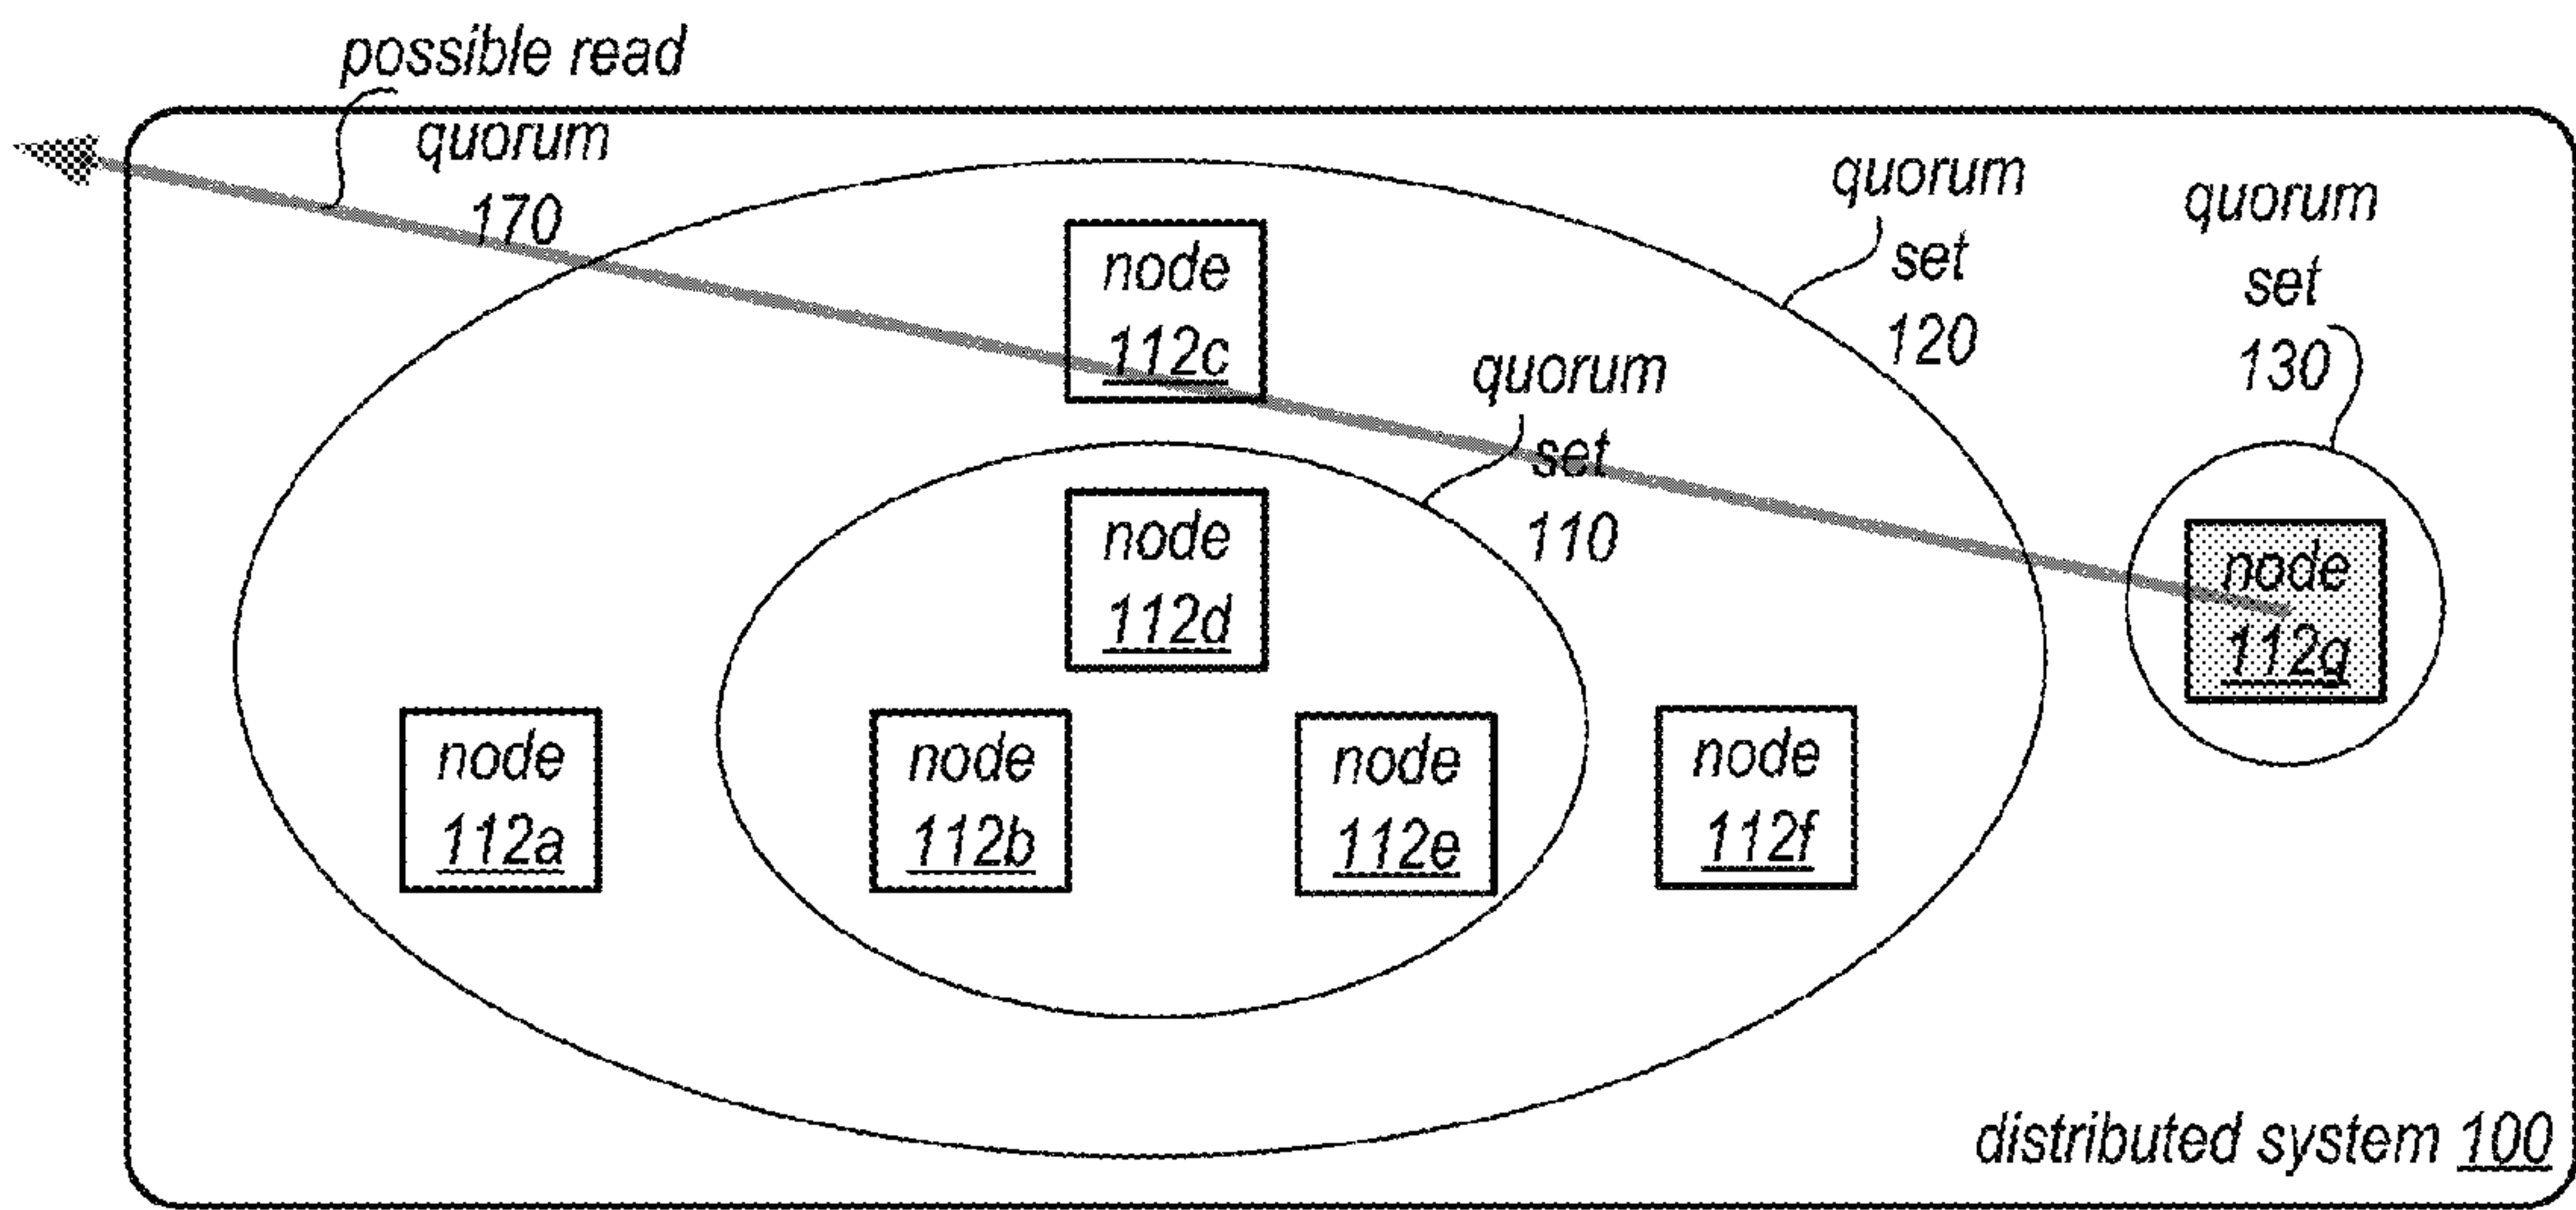 possible read
quorum
170
quorum
set
120
quorum
set
130
node
112c
quorum
set
110
node
112d
node
112g
node
112a
node
112b
node
112e
node
112f
distributed system 100